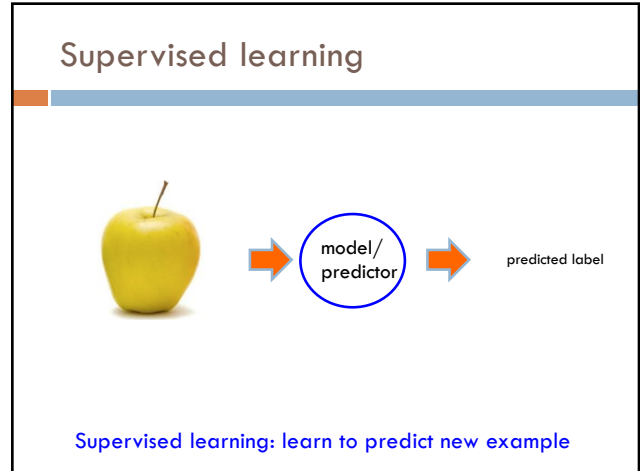 Supervised learning
model/
predictor
predicted label
Supervised learning: learn to predict new example